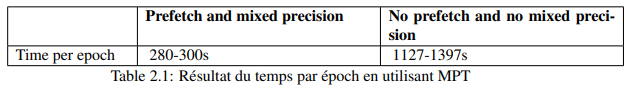 Prefetch and mixed precision
No prefetch and no mixed preci-
sion
Time per epoch 280-300s 1127-1397s
Table 2.1: Résultat du temps par époch en utilisant MPT